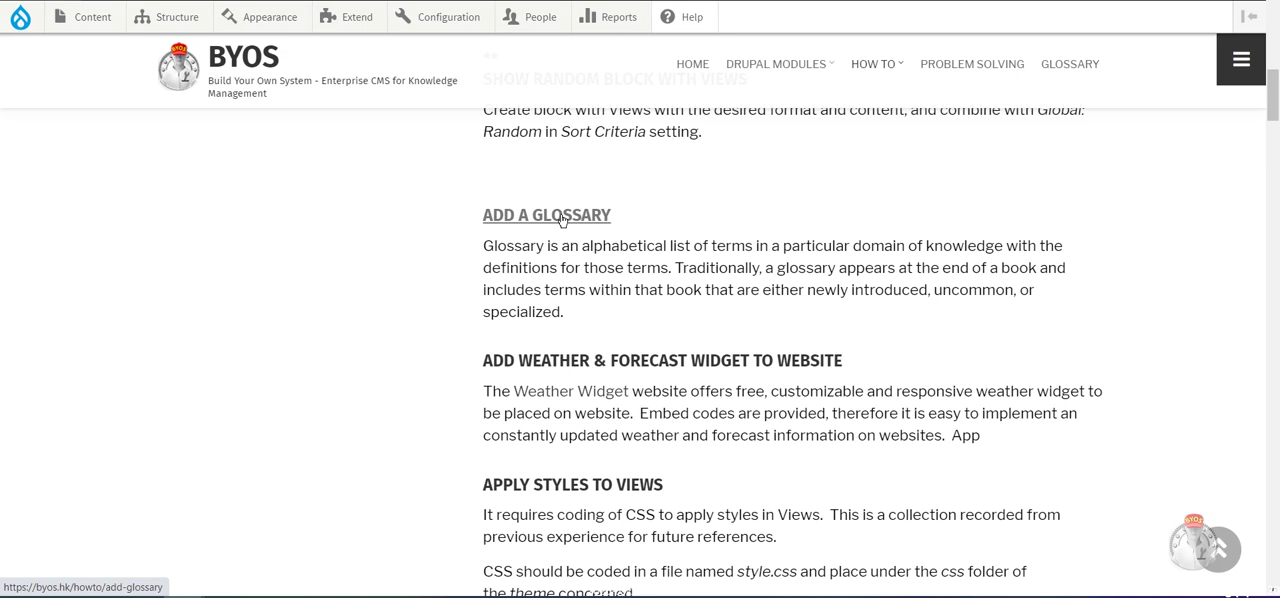 Content
Structure
Appearance
Extend
Configuration
People
Reports
Help
BYOS
Build Your Own System - Enterprise CMS for Knowledge
Management
HOME
DRUPAL MODULES
HOW TO
PROBLEM SOLVING
GLOSSARY
SHOW RANDOM BLOCK WITH VIEWS
Create block with Views with the desired format and content, and combine with Global:
Random in Sort Criteria setting.
ADD A GLOSSARY
Glossary is an alphabetical list of terms in a particular domain of knowledge with the
definitions for those terms. Traditionally, a glossary appears at the end of a book and
includes terms within that book that are either newly introduced, uncommon, or
specialized.
ADD WEATHER & FORECAST WIDGET TO WEBSITE
The Weather Widget website offers free, customizable and responsive weather widget to
be placed on website.  Embed codes are provided, therefore it is easy to implement an
constantly updated weather and forecast information on websites.  App
APPLY STYLES TO VIEWS
It requires coding of CSS to apply styles in Views.  This is a collection recorded from
previous experience for future references.
CSS should be coded in a file named style.css and place under the css folder of
the theme concerned.
BYOS
https://byos.hk/howto/add-glossary